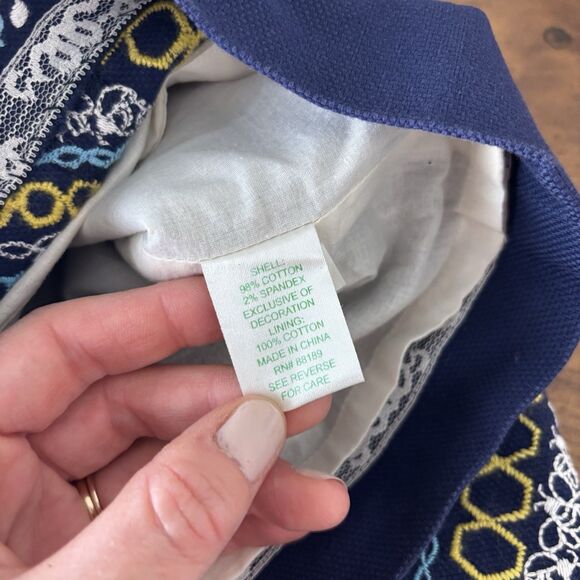 SHELL:
98% COTTON
2% SPANDEX
EXCLUSIVE OF
DECORATION
LINING:
100% COTTON
MADE IN CHINA
RN# 88189
SEE REVERSE
FOR CARE